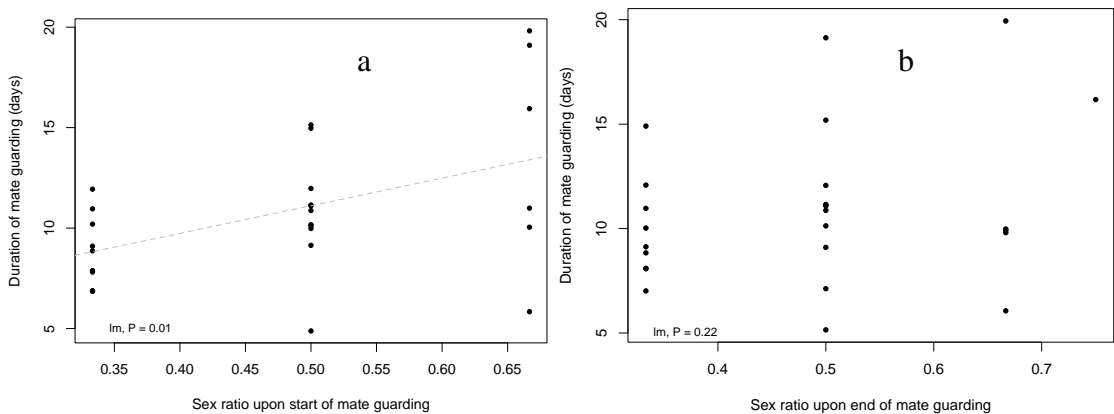 a
Duration of mate guarding (days)
20
15
10
5
lm, P = 0.01
0.35 0.40 0.45 0.50 0.55 0.60 0.65
Sex ratio upon start of mate guarding
b
Duration of mate guarding (days)
20
15
10
5
lm, P = 0.22
0.4 0.5 0.6 0.7
Sex ratio upon end of mate guarding